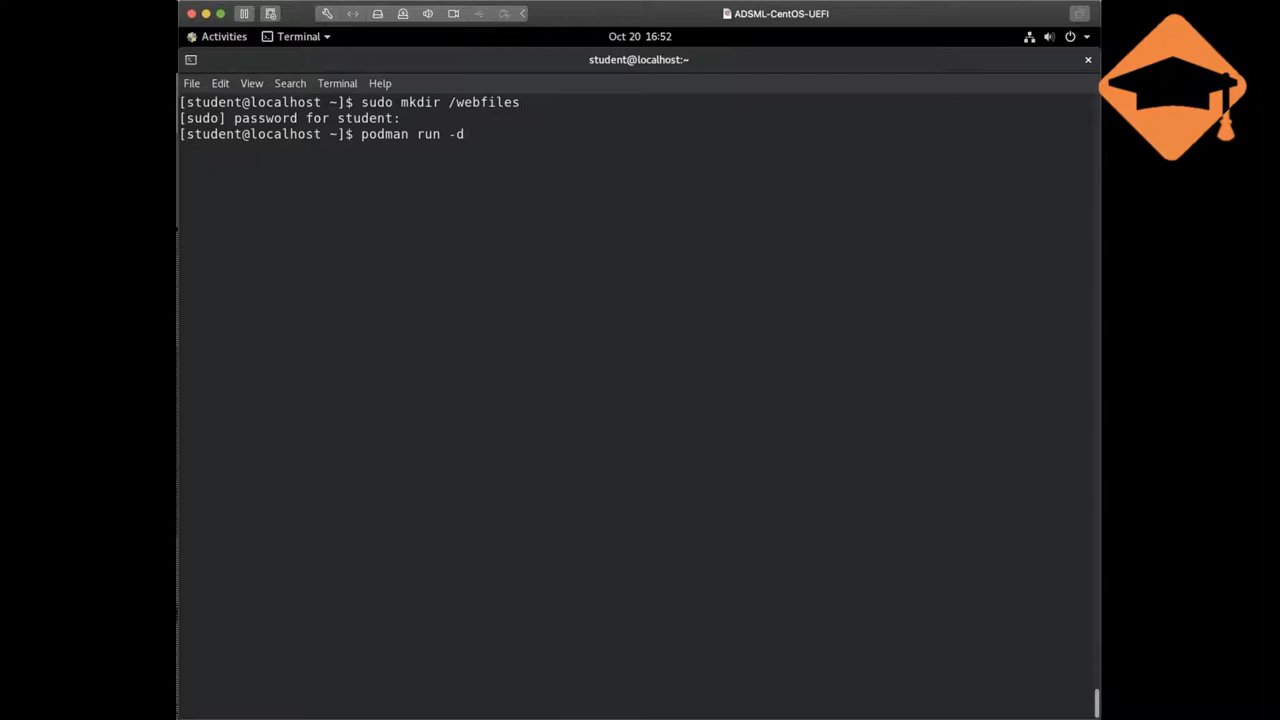 ADSML-CentOS-UEFI
Activities Terminal Oct 20 16:52
student@localhost:~
File Edit View Search Terminal Help
[student@localhost ~]$ sudo mkdir /webfiles
[sudo] password for student:
[student@localhost ~]$ podman run -d